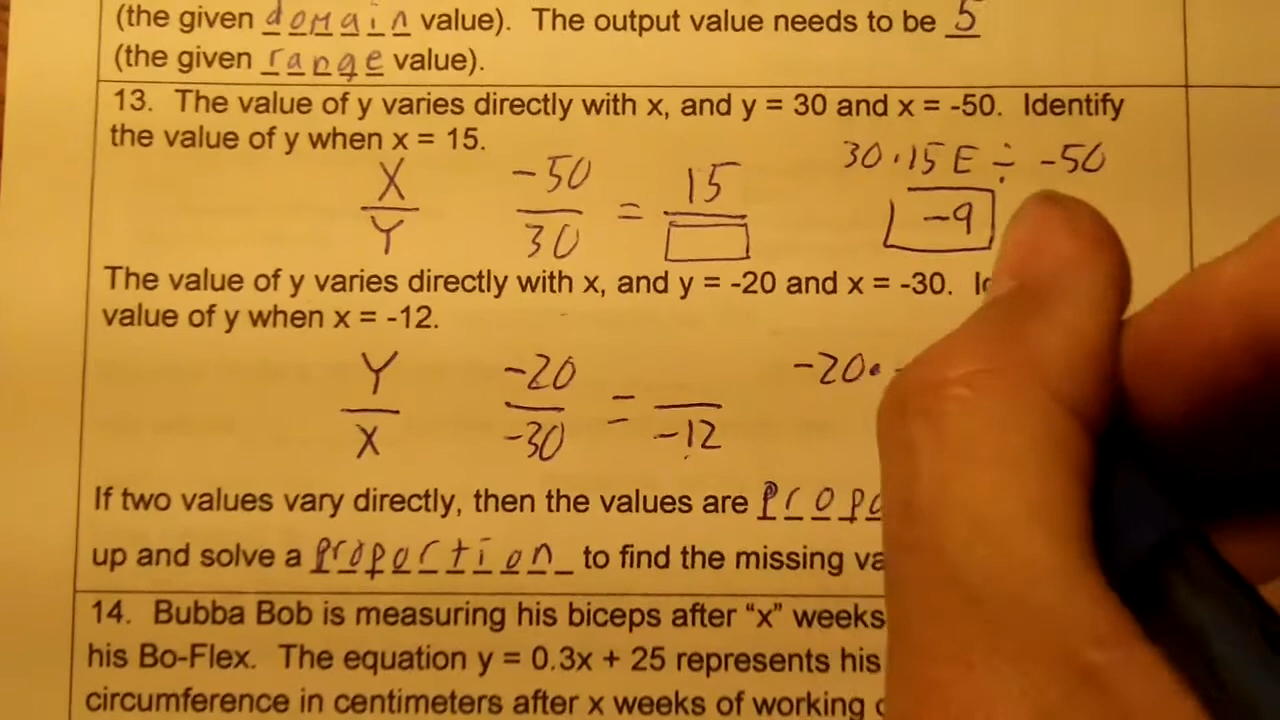 (the given domain value). The output value needs to be 5
(the given range value).
13. The value of y varies directly with x, and y = 30 and x = -50. Identify
the value of y when x = 15.
30·15E ÷ -50
X -50 15
Y 30
=
-9
The value of y varies directly with x, and y = -20 and x = -30.
value of y when x = -12.
Y -20 -20•
=
X -30 -12
If two values vary directly, then the values are
up and solve a proportion to find the missing
14. Bubba Bob is measuring his biceps after “x” weeks
his Bo-Flex. The equation y = 0.3x + 25 represents his
circumference in centimeters after x weeks of working